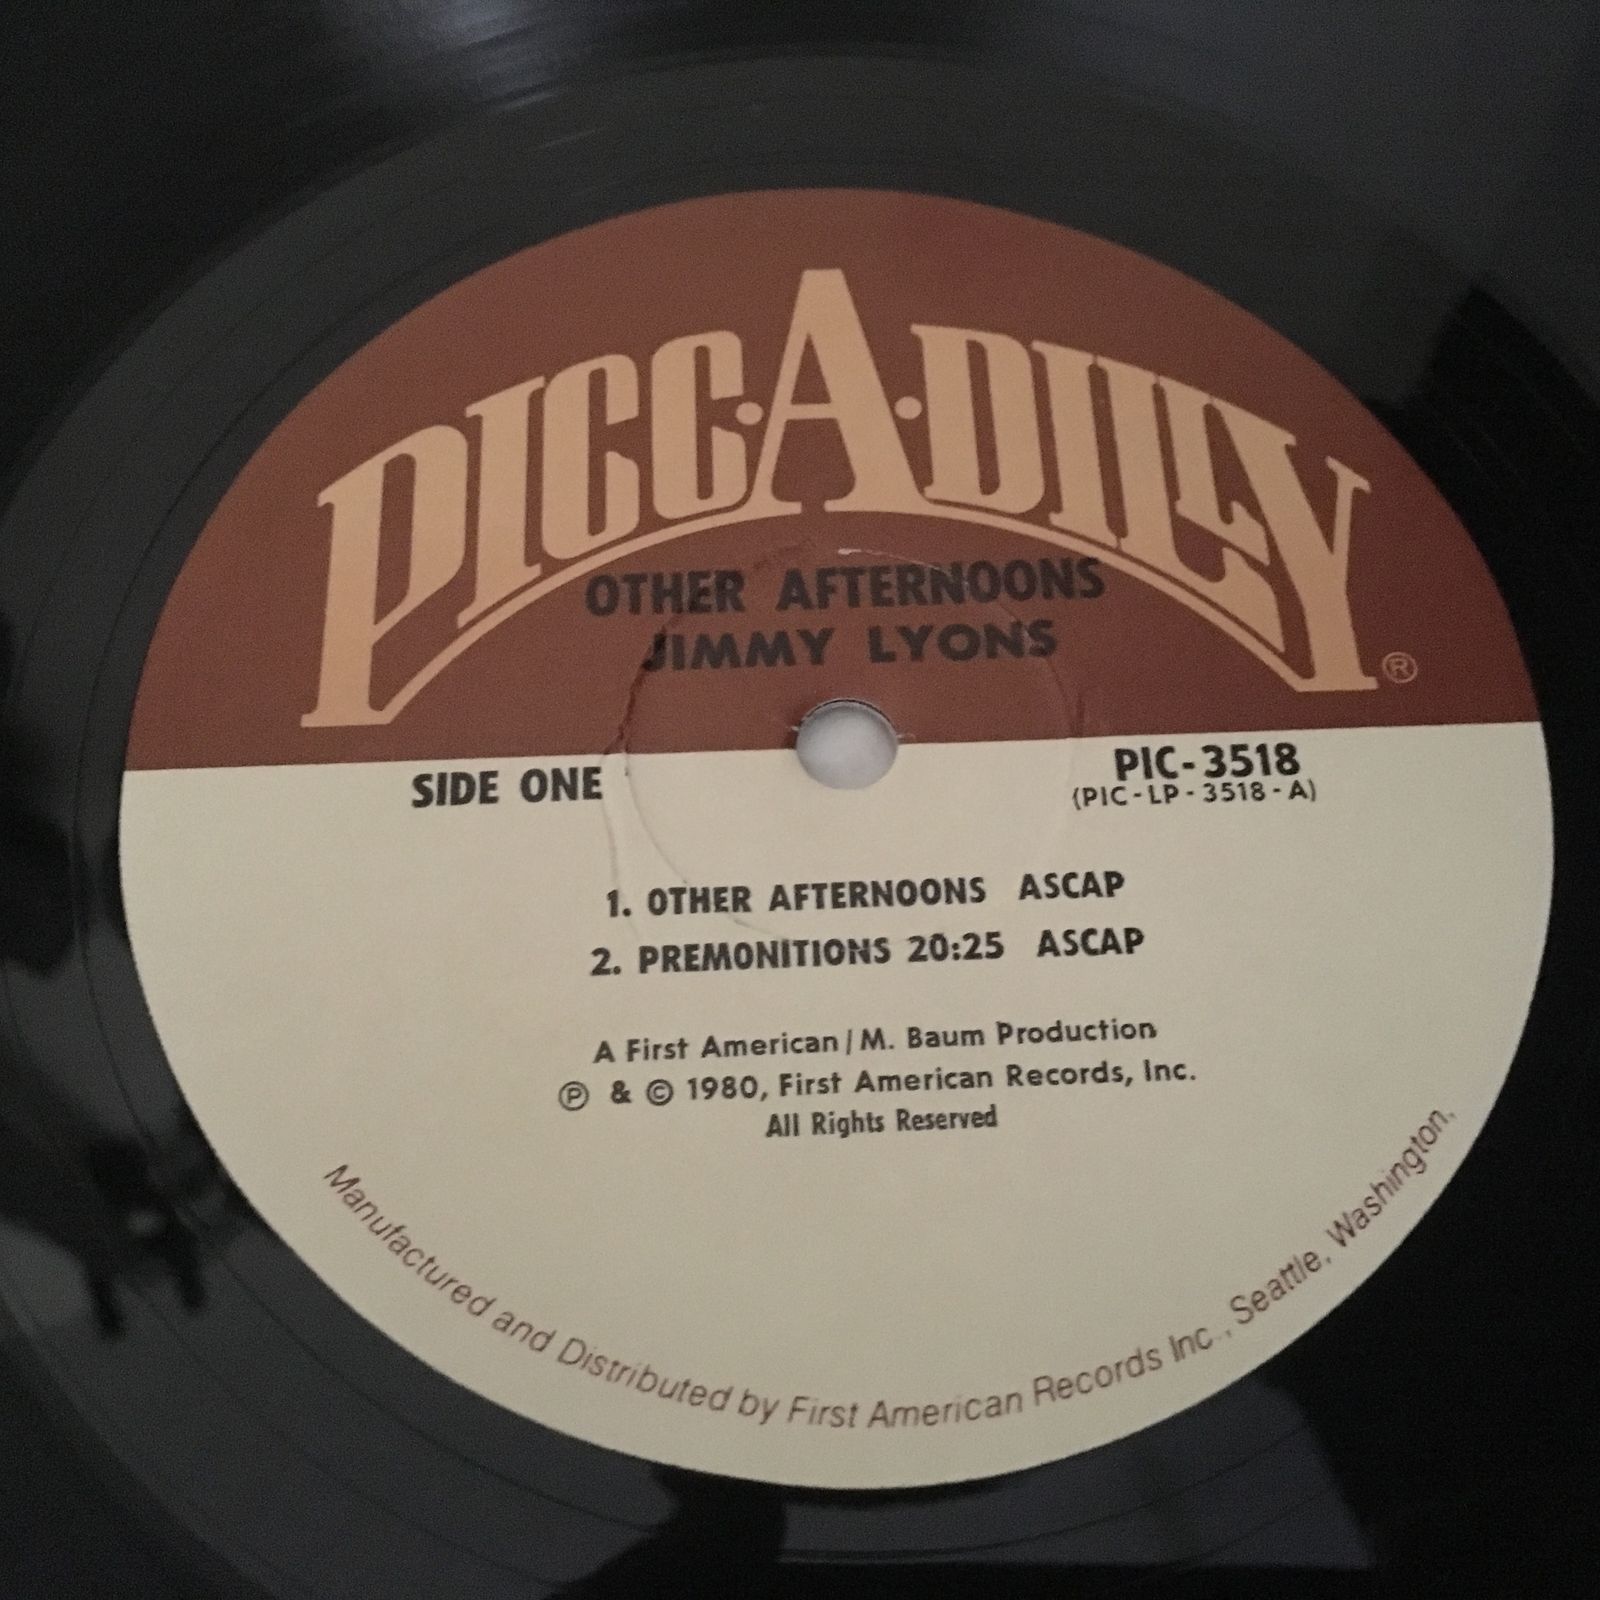 PICC·A·DILLY®
OTHER AFTERNOONS
JIMMY LYONS
SIDE ONE
PIC-3518
(PIC-LP-3518-A)
1. OTHER AFTERNOONS ASCAP
2. PREMONITIONS 20:25 ASCAP
A First American/M. Baum Production
℗ & © 1980, First American Records, Inc.
All Rights Reserved
Manufactured and Distributed by First American Records Inc., Seattle, Washington,